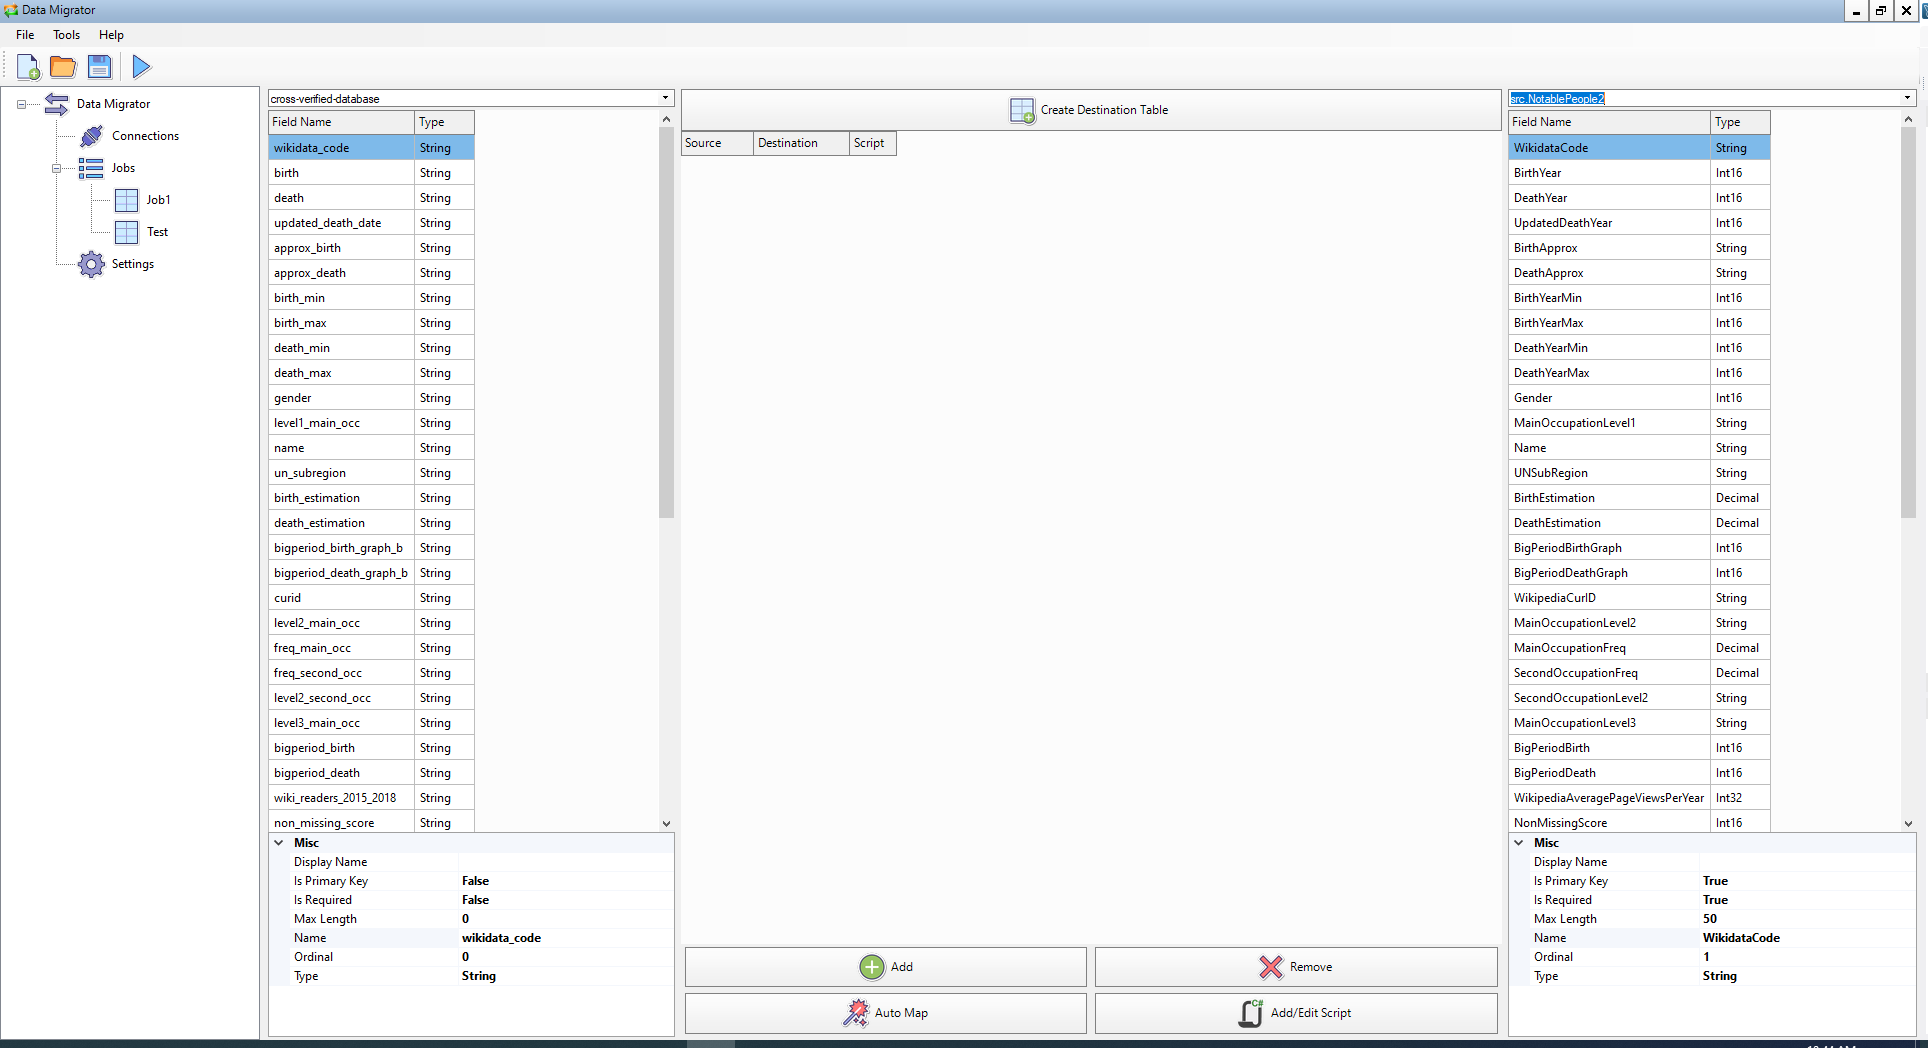 Data Migrator
File Tools Help
Data Migrator
Connections
Jobs
Job1
Test
Settings
cross-verified-database
Field Name Type
wikidata_code String
birth String
death String
updated_death_date String
approx_birth String
approx_death String
birth_min String
birth_max String
death_min String
death_max String
gender String
level1_main_occ String
name String
un_subregion String
birth_estimation String
death_estimation String
bigperiod_birth_graph_b String
bigperiod_death_graph_b String
curid String
level2_main_occ String
freq_main_occ String
freq_second_occ String
level2_second_occ String
level3_main_occ String
bigperiod_birth String
bigperiod_death String
wiki_readers_2015_2018 String
non_missing_score String
Misc
Display Name
Is Primary Key False
Is Required False
Max Length 0
Name wikidata_code
Ordinal 0
Type String
Create Destination Table
Source Destination Script
Add
Remove
Auto Map
C# Add/Edit Script
src.NotablePeople2
Field Name Type
WikidataCode String
BirthYear Int16
DeathYear Int16
UpdatedDeathYear Int16
BirthApprox String
DeathApprox String
BirthYearMin Int16
BirthYearMax Int16
DeathYearMin Int16
DeathYearMax Int16
Gender Int16
MainOccupationLevel1 String
Name String
UNSubRegion String
BirthEstimation Decimal
DeathEstimation Decimal
BigPeriodBirthGraph Int16
BigPeriodDeathGraph Int16
WikipediaCurID String
MainOccupationLevel2 String
MainOccupationFreq Decimal
SecondOccupationFreq Decimal
SecondOccupationLevel2 String
MainOccupationLevel3 String
BigPeriodBirth Int16
BigPeriodDeath Int16
WikipediaAveragePageViewsPerYear Int32
NonMissingScore Int16
Misc
Display Name
Is Primary Key True
Is Required True
Max Length 50
Name WikidataCode
Ordinal 1
Type String